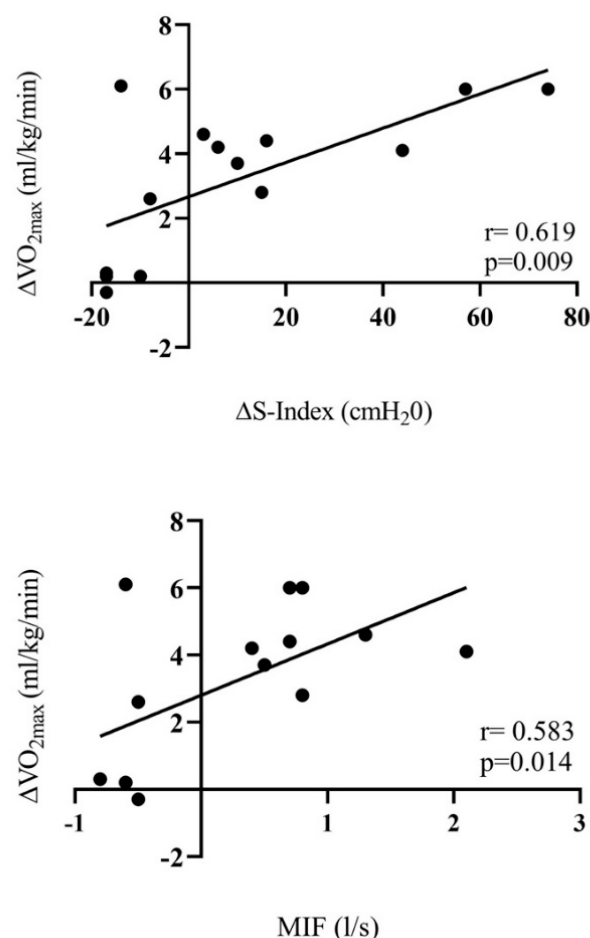 8
6
4
2
-2
ΔVO₂max (ml/kg/min)
r= 0.619
p=0.009
-20 20 40 60 80
ΔS-Index (cmH₂0)
8
6
4
2
-2
ΔVO₂max (ml/kg/min)
r= 0.583
p=0.014
-1 1 2 3
MIF (l/s)